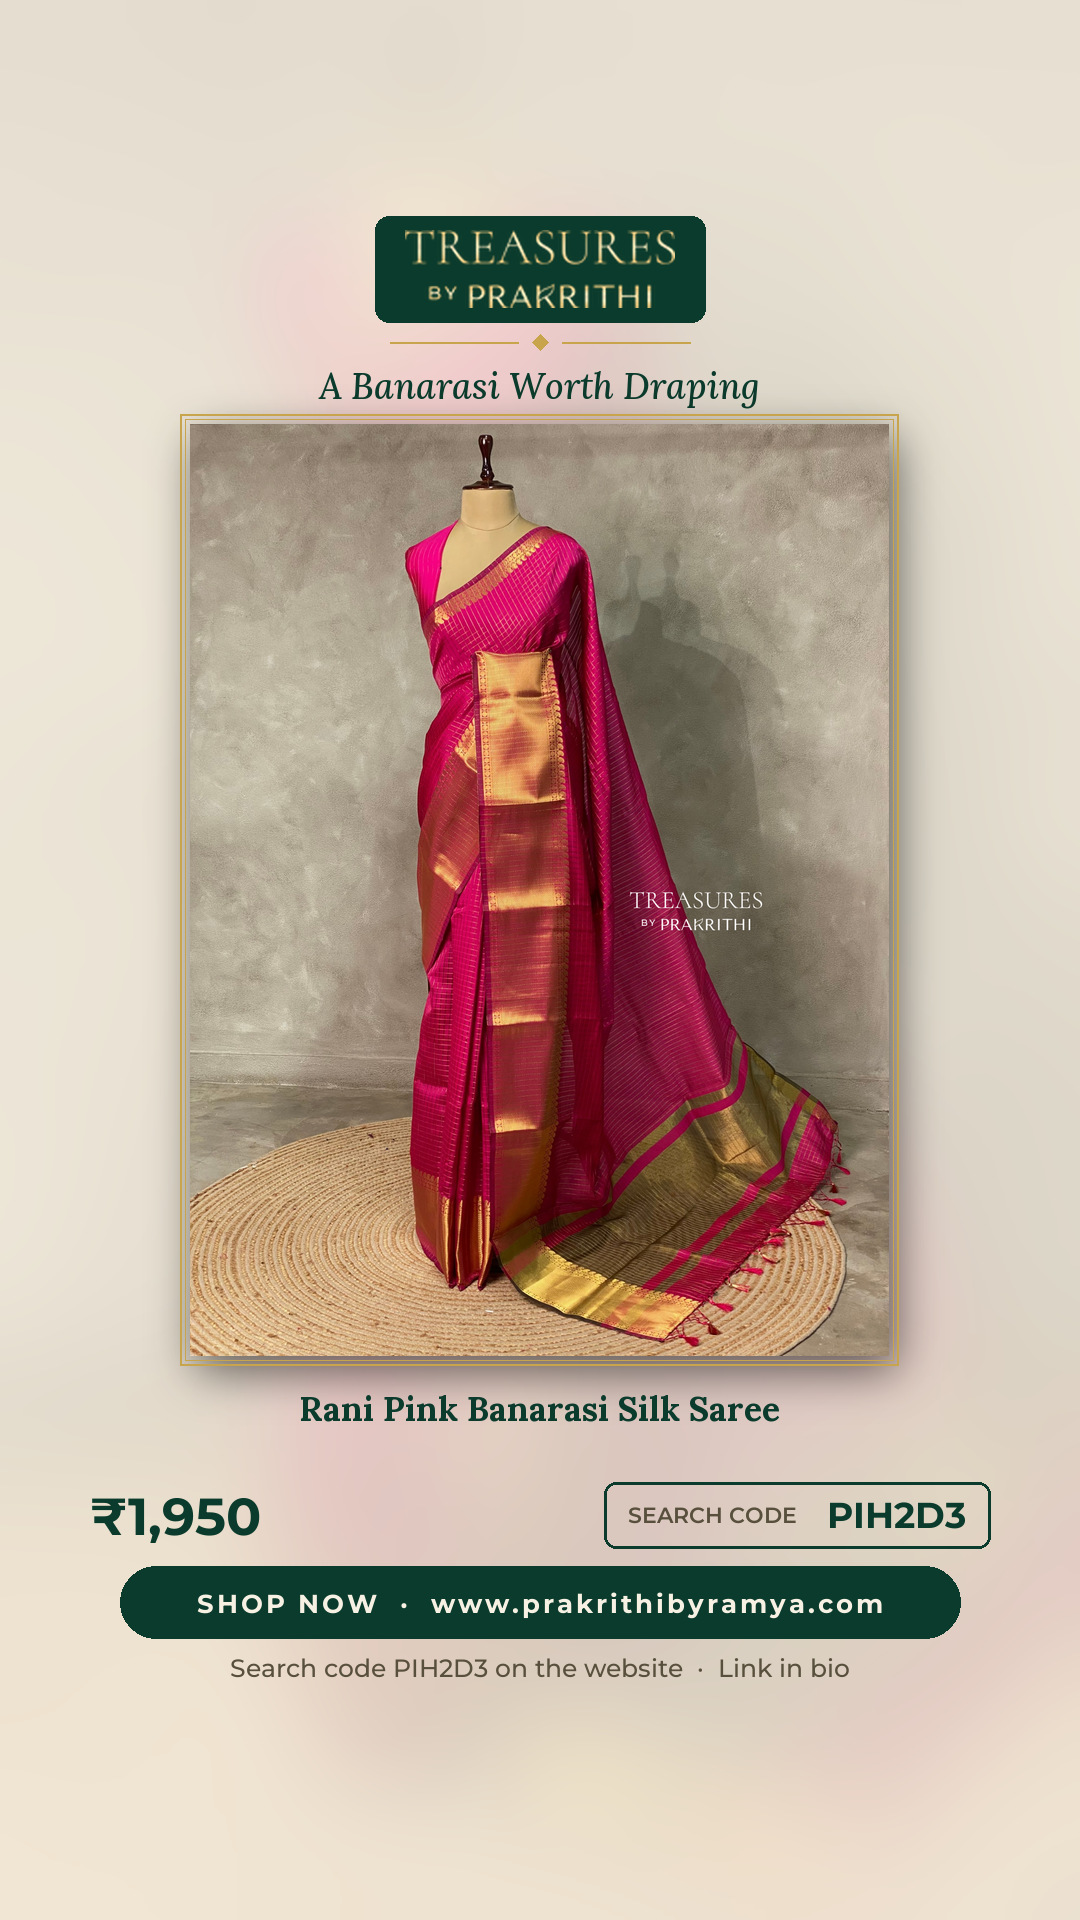 TREASURES
BY PRAKRITHI
A Banarasi Worth Draping
TREASURES
BY PRAKRITHI
Rani Pink Banarasi Silk Saree
₹1,950
SEARCH CODE PIH2D3
SHOP NOW · www.prakrithibyramya.com
Search code PIH2D3 on the website · Link in bio